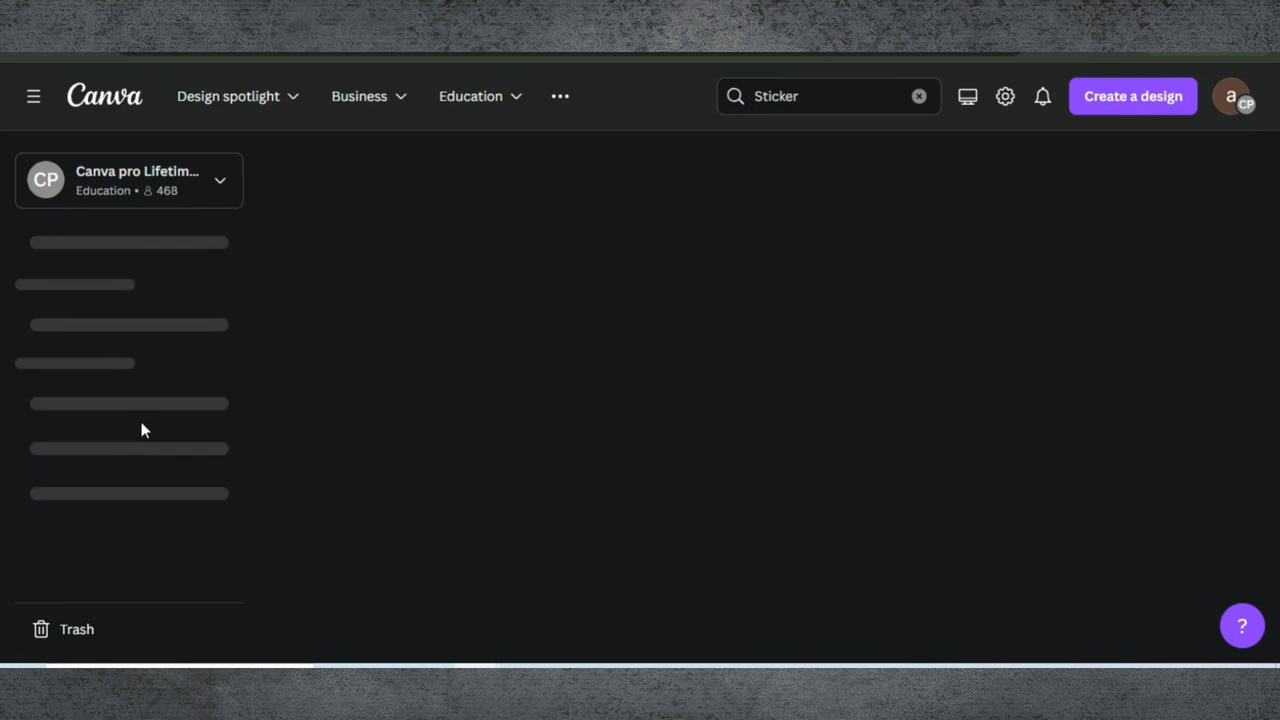 Canva
Design spotlight
Business
Education
Sticker
Create a design
a
CP
CP
Canva pro Lifetim...
Education • 468
Trash
?